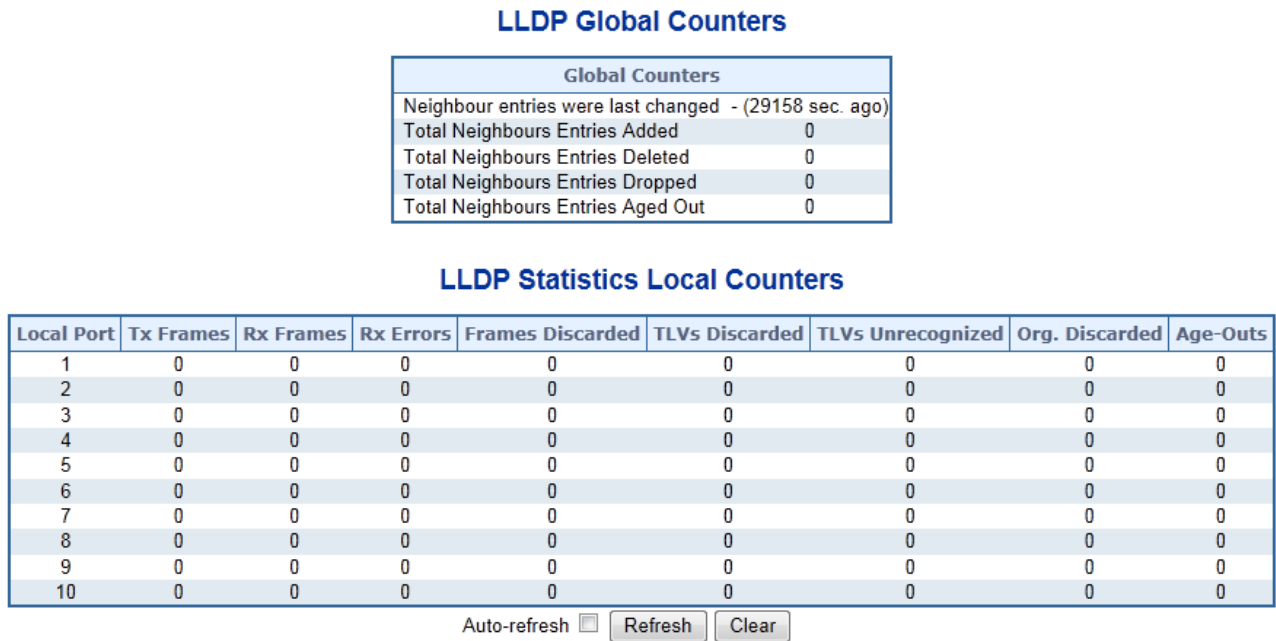 LLDP Global Counters
Global Counters
Neighbour entries were last changed - (29158 sec. ago)
Total Neighbours Entries Added 0
Total Neighbours Entries Deleted 0
Total Neighbours Entries Dropped 0
Total Neighbours Entries Aged Out 0
LLDP Statistics Local Counters
Local Port Tx Frames Rx Frames Rx Errors Frames Discarded TLVs Discarded TLVs Unrecognized Org. Discarded Age-Outs
1 0 0 0 0 0 0 0 0
2 0 0 0 0 0 0 0 0
3 0 0 0 0 0 0 0 0
4 0 0 0 0 0 0 0 0
5 0 0 0 0 0 0 0 0
6 0 0 0 0 0 0 0 0
7 0 0 0 0 0 0 0 0
8 0 0 0 0 0 0 0 0
9 0 0 0 0 0 0 0 0
10 0 0 0 0 0 0 0 0
Auto-refresh Refresh Clear